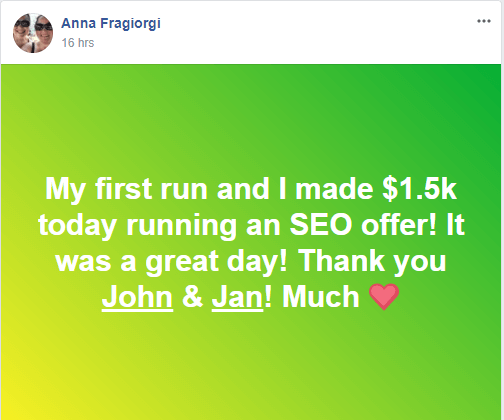 Anna Fragiorgi
16 hrs
My first run and I made $1.5k
today running an SEO offer! It
was a great day! Thank you
John & Jan! Much ❤